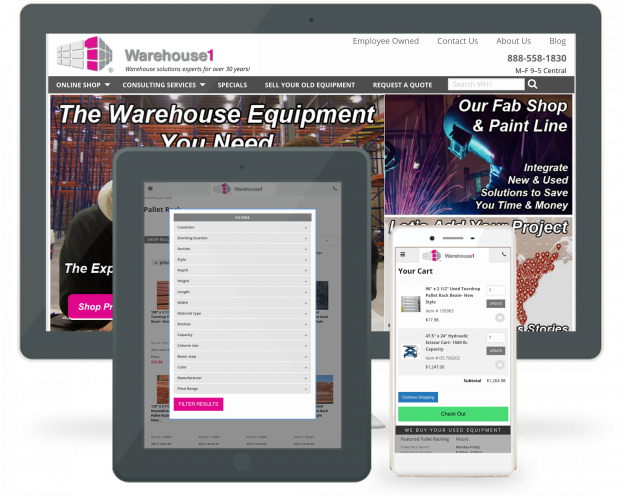 Employee Owned Contact Us About Us Blog
Warehouse1
®
Warehouse solutions experts for over 30 years!
888-558-1830
M–F 9–5 Central
ONLINE SHOP CONSULTING SERVICES SPECIALS SELL YOUR OLD EQUIPMENT REQUEST A QUOTE Search WH1
The Warehouse Equipment
You Need
Our Fab Shop
& Paint Line
Integrate
New & Used
Solutions to Save
You Time & Money
Let's Add Your Project
The Exp
Shop Pr
s Stories
Warehouse1
Pallet Rack
FILTERS
Condition
Stocking location
Section
Style
Depth
Height
Length
Width
Material type
Shelves
Capacity
Column size
Beam step
Color
Manufacturer
Price Range
FILTER RESULTS
Warehouse1
Your Cart
96" x 2 1/2" Used Teardrop
Pallet Rack Beam- New
Style
Item # 150983
$17.98
UPDATE
47.5" x 24" Hydraulic
Scissor Cart- 1500 lb.
Capacity
Item # DS 706202
$1,247.00
UPDATE
Subtotal $1,264.98
Continue Shopping
Check Out
WE BUY YOUR USED EQUIPMENT
Featured Pallet Racking Hours
Monday-Friday